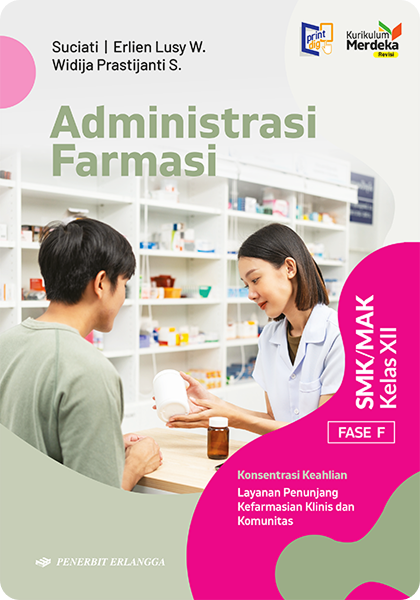 Suciati | Erlien Lusy W.
Widija Prastijanti S.
print
dig
Kurikulum
Merdeka
Revisi
Administrasi
Farmasi
SMK/MAK
Kelas XII
FASE F
Konsentrasi Keahlian
Layanan Penunjang
Kefarmasian Klinis dan
Komunitas
PENERBIT ERLANGGA